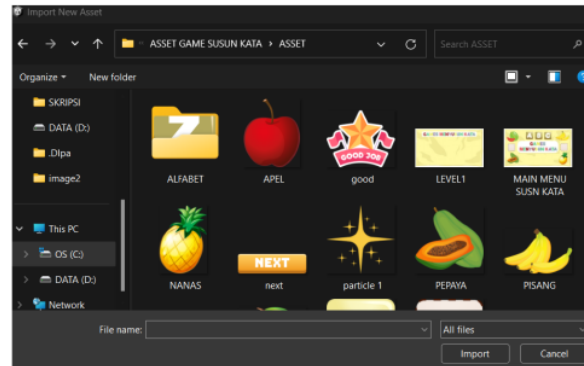 Import New Asset
ASSET GAME SUSUN KATA > ASSET
Search ASSET
Organize
New folder
SKRIPSI
DATA (D:)
.Dlpa
image2
This PC
OS (C:)
DATA (D:)
Network
ALFABET
APEL
GOOD JOB
good
LEVEL1
MAIN MENU
SUSN KATA
NANAS
NEXT
next
particle 1
PEPAYA
PISANG
File name:
All files
Import
Cancel